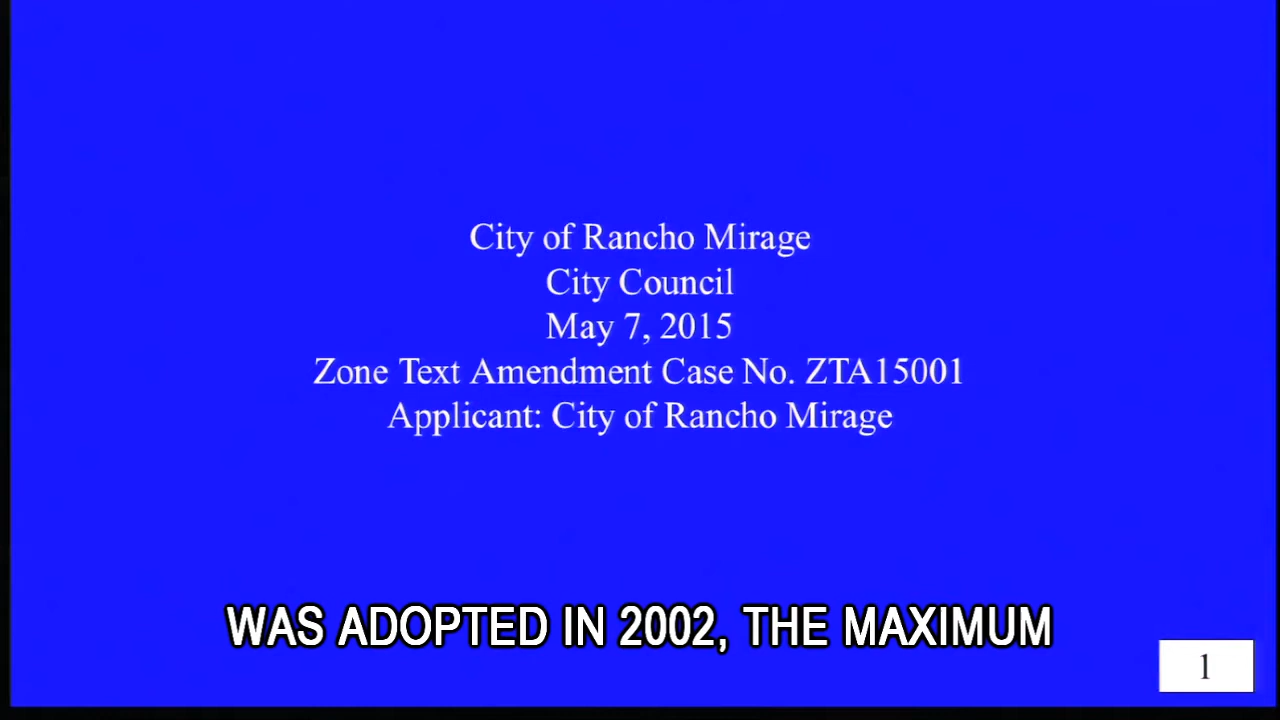 City of Rancho Mirage
City Council
May 7, 2015
Zone Text Amendment Case No. ZTA15001
Applicant: City of Rancho Mirage
WAS ADOPTED IN 2002, THE MAXIMUM
1